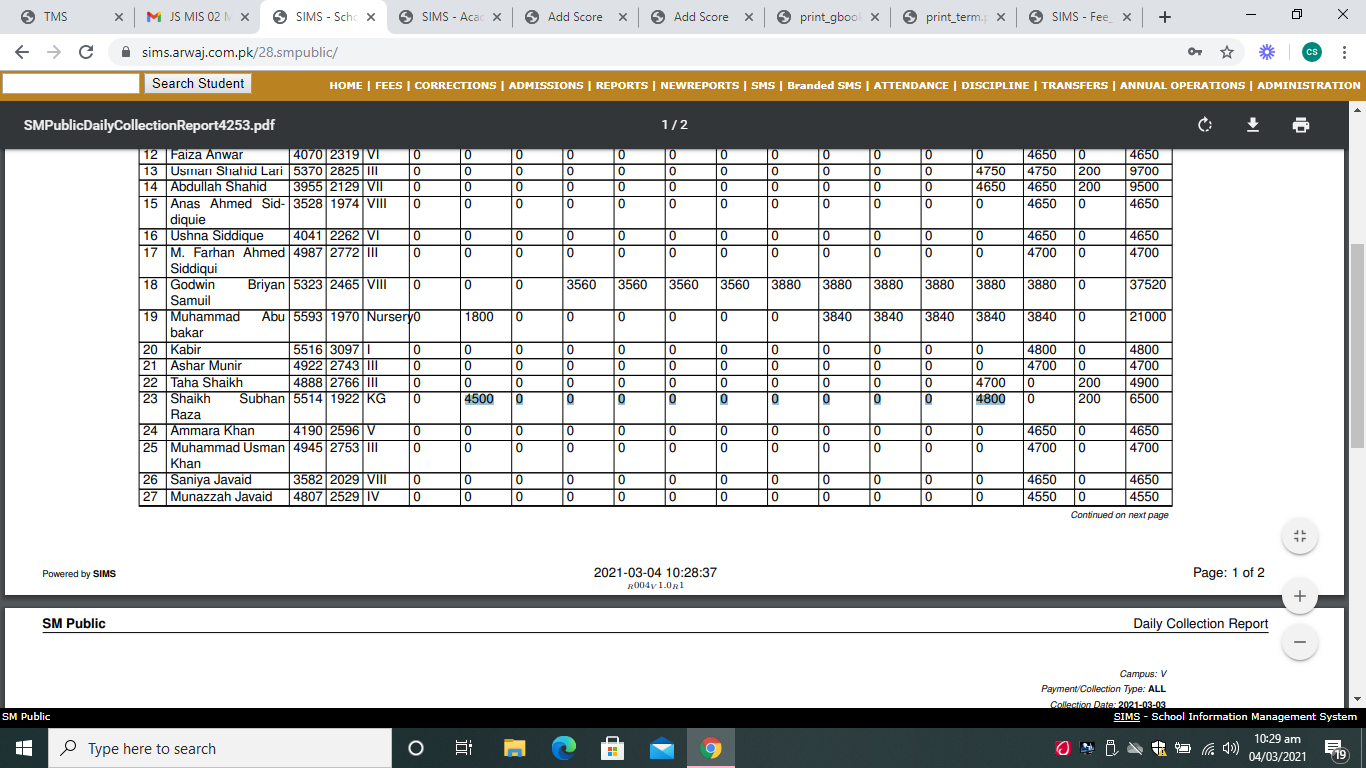 TMS
JS MIS 02 M
SIMS - Scho
SIMS - Acad
Add Score
Add Score
print_gbook
print_term.p
SIMS - Fee_
sims.arwaj.com.pk/28.smpublic/
CS
Search Student
HOME | FEES | CORRECTIONS | ADMISSIONS | REPORTS | NEWREPORTS | SMS | Branded SMS | ATTENDANCE | DISCIPLINE | TRANSFERS | ANNUAL OPERATIONS | ADMINISTRATION
SMPublicDailyCollectionReport4253.pdf 1 / 2
12 Faiza Anwar 4070 2319 VI 0 0 0 0 0 0 0 0 0 0 0 0 4650 0 4650
13 Usman Shahid Lari 5370 2825 III 0 0 0 0 0 0 0 0 0 0 0 4750 4750 200 9700
14 Abdullah Shahid 3955 2129 VII 0 0 0 0 0 0 0 0 0 0 0 4650 4650 200 9500
15 Anas Ahmed Sid- 3528 1974 VIII 0 0 0 0 0 0 0 0 0 0 0 0 4650 0 4650
diquie
16 Ushna Siddique 4041 2262 VI 0 0 0 0 0 0 0 0 0 0 0 0 4650 0 4650
17 M. Farhan Ahmed 4987 2772 III 0 0 0 0 0 0 0 0 0 0 0 0 4700 0 4700
Siddiqui
18 Godwin Briyan 5323 2465 VIII 0 0 0 3560 3560 3560 3560 3880 3880 3880 3880 3880 3880 0 37520
Samuil
19 Muhammad Abu 5593 1970 Nursery 0 1800 0 0 0 0 0 0 3840 3840 3840 3840 3840 0 21000
bakar
20 Kabir 5516 3097 I 0 0 0 0 0 0 0 0 0 0 0 0 4800 0 4800
21 Ashar Munir 4922 2743 III 0 0 0 0 0 0 0 0 0 0 0 0 4700 0 4700
22 Taha Shaikh 4888 2766 III 0 0 0 0 0 0 0 0 0 0 0 4700 0 200 4900
23 Shaikh Subhan 5514 1922 KG 0 4500 0 0 0 0 0 0 0 0 0 4800 0 200 6500
Raza
24 Ammara Khan 4190 2596 V 0 0 0 0 0 0 0 0 0 0 0 0 4650 0 4650
25 Muhammad Usman 4945 2753 III 0 0 0 0 0 0 0 0 0 0 0 0 4700 0 4700
Khan
26 Saniya Javaid 3582 2029 VIII 0 0 0 0 0 0 0 0 0 0 0 0 4650 0 4650
27 Munazzah Javaid 4807 2529 IV 0 0 0 0 0 0 0 0 0 0 0 0 4550 0 4550
Continued on next page
Powered by SIMS 2021-03-04 10:28:37 Page: 1 of 2
R004V1.0R1
SM Public Daily Collection Report
Campus: V
Payment/Collection Type: ALL
Collection Date: 2021-03-03
SM Public SIMS - School Information Management System
Type here to search
10:29 am
04/03/2021
19